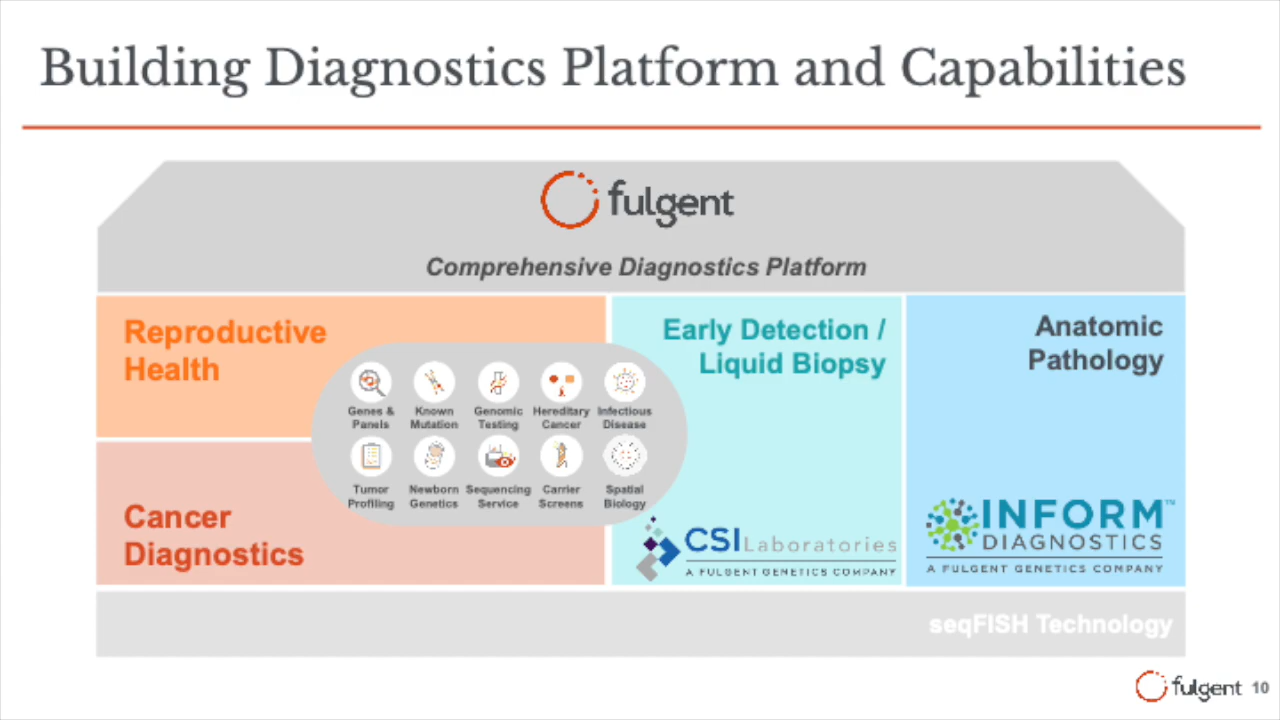 Building Diagnostics Platform and Capabilities
fulgent
Comprehensive Diagnostics Platform
Reproductive
Health
Cancer
Diagnostics
Genes &
Panels
Known
Mutation
Genomic
Testing
Hereditary
Cancer
Infectious
Disease
Tumor
Profiling
Newborn
Genetics
Sequencing
Service
Carrier
Screens
Spatial
Biology
Early Detection /
Liquid Biopsy
CSI Laboratories
A FULGENT GENETICS COMPANY
Anatomic
Pathology
INFORM™
DIAGNOSTICS
A FULGENT GENETICS COMPANY
seqFISH Technology
fulgent 10